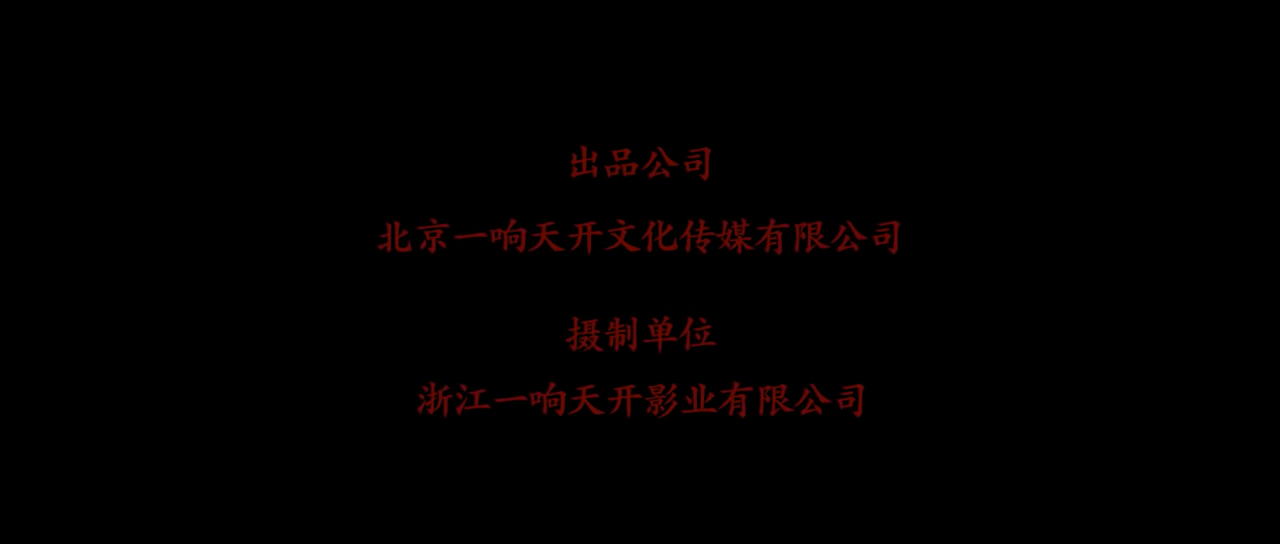 出品公司
北京一响天开文化传媒有限公司
摄制单位
浙江一响天开影业有限公司